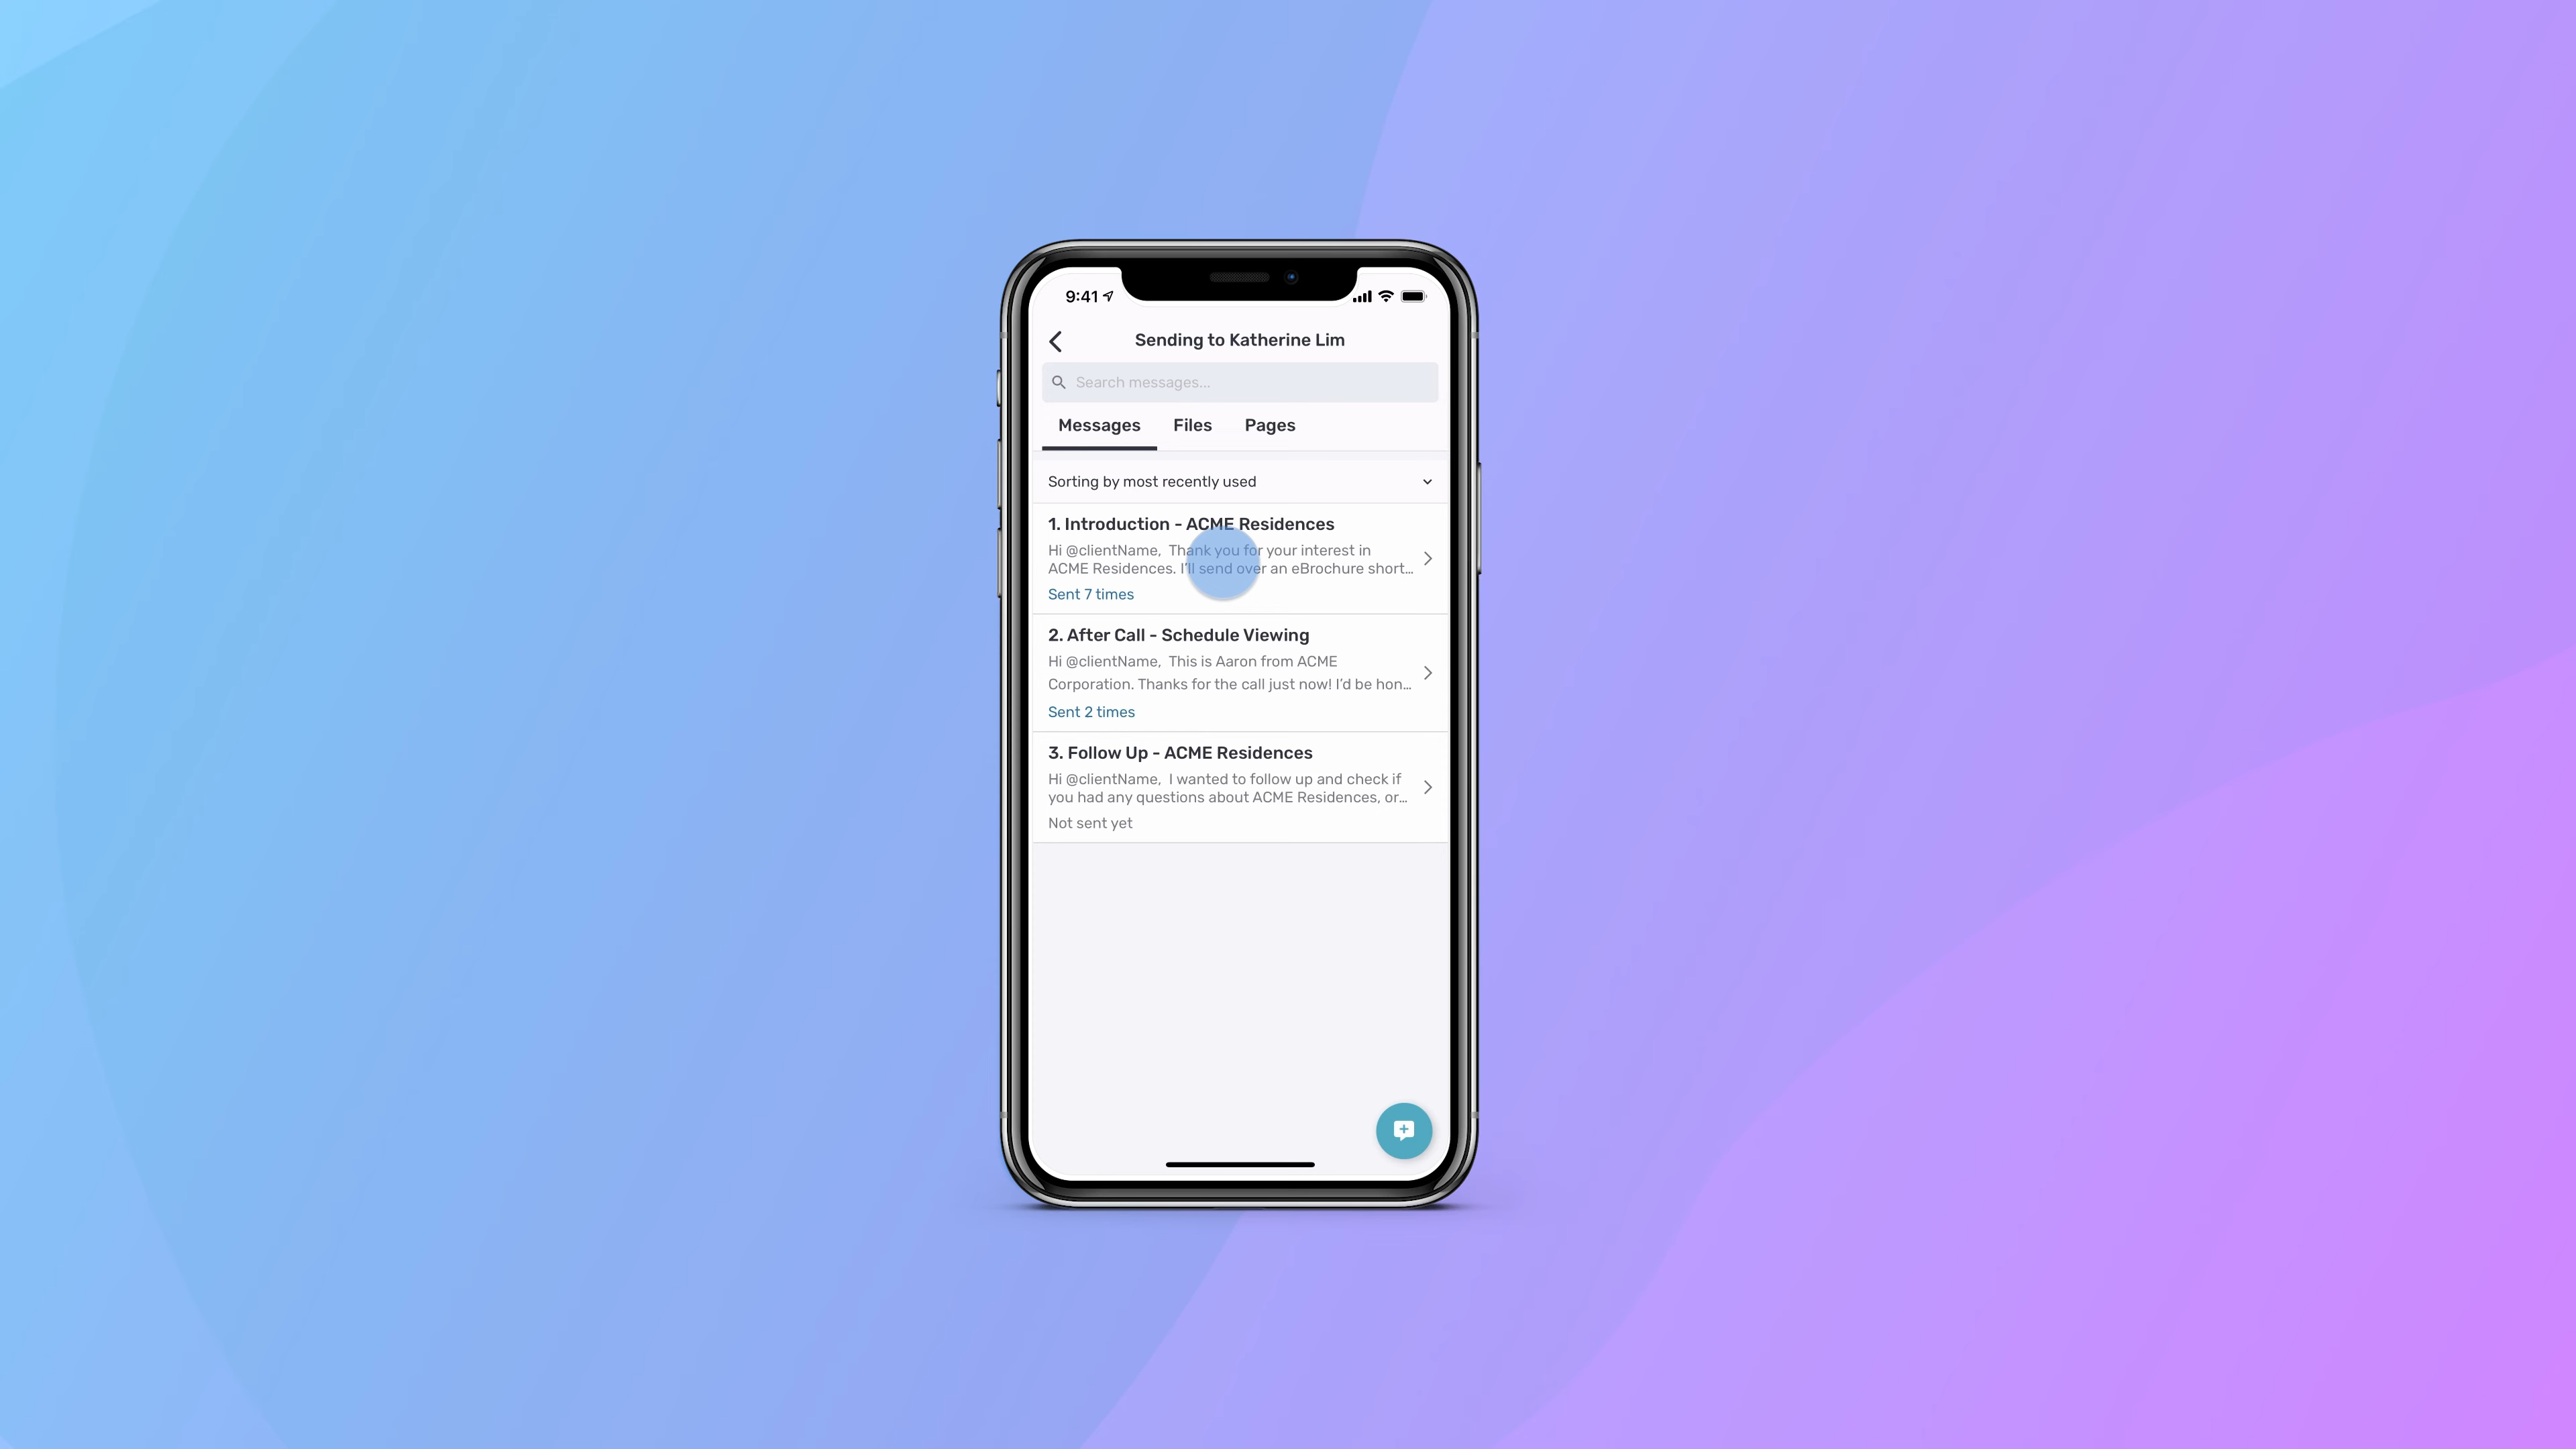 9:41
Sending to Katherine Lim
Search messages...
Messages Files Pages
Sorting by most recently used
1. Introduction - ACME Residences
Hi @clientName,  Thank you for your interest in
ACME Residences. I'll send over an eBrochure short...
Sent 7 times
2. After Call - Schedule Viewing
Hi @clientName,  This is Aaron from ACME
Corporation. Thanks for the call just now! I'd be hon...
Sent 2 times
3. Follow Up - ACME Residences
Hi @clientName,  I wanted to follow up and check if
you had any questions about ACME Residences, or...
Not sent yet